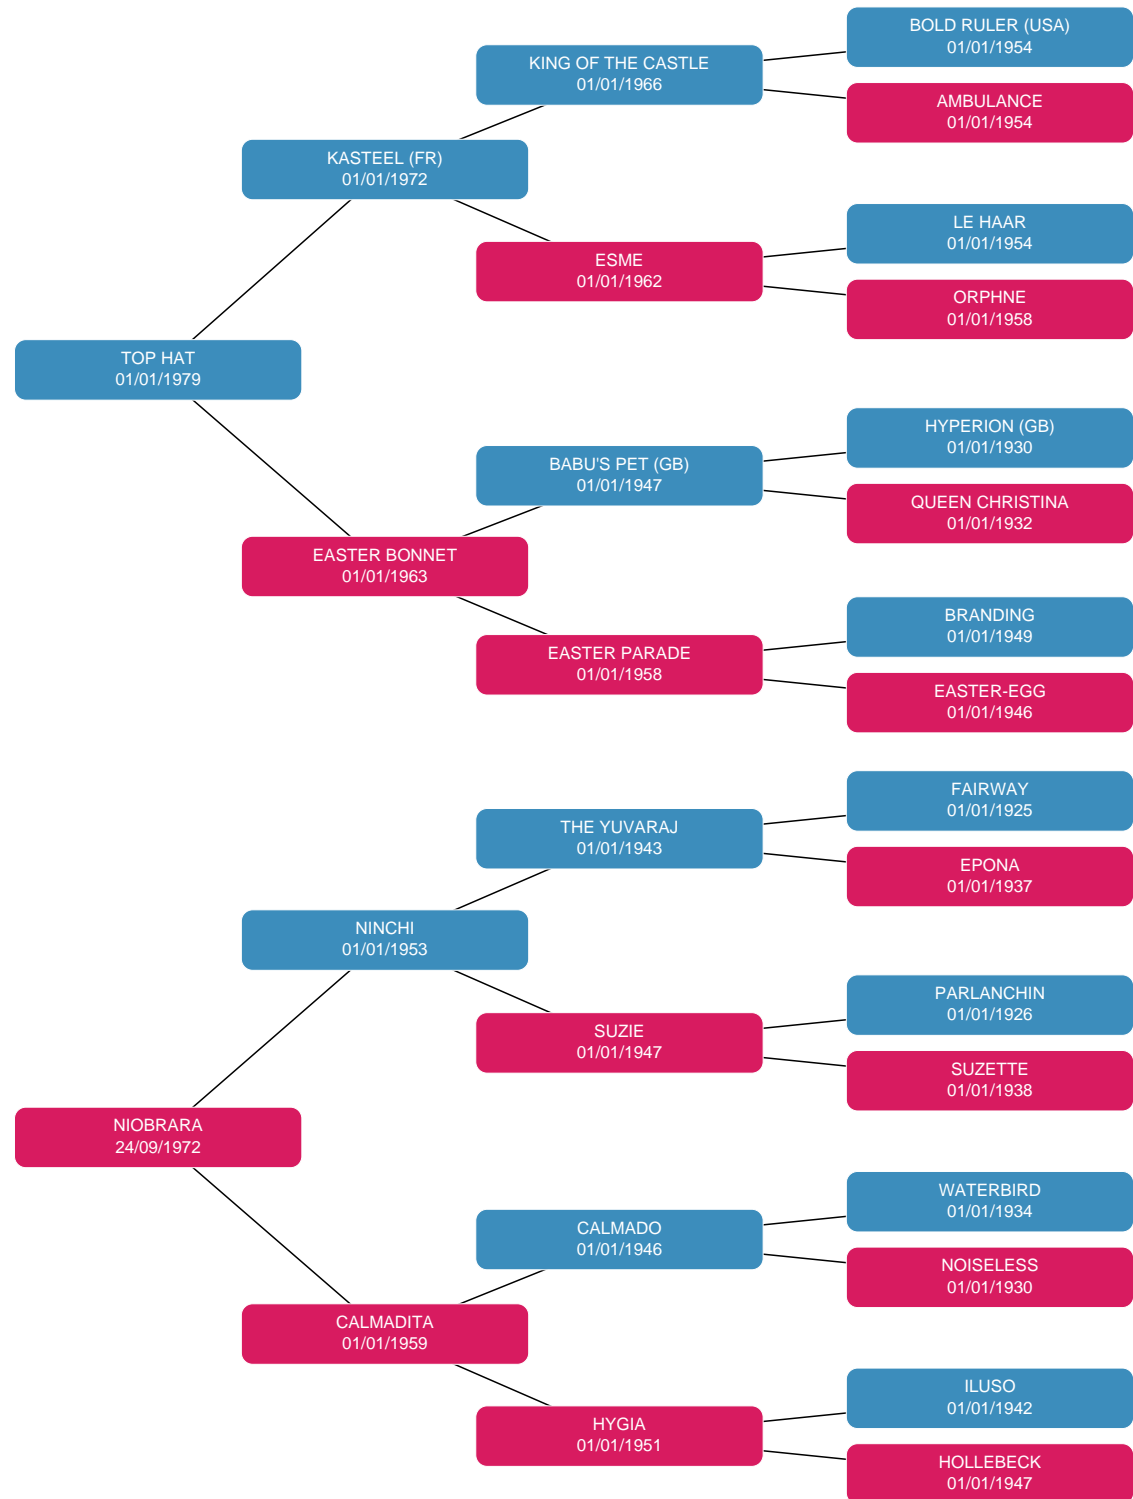 BOLD RULER (USA)
01/01/1954
KING OF THE CASTLE
01/01/1966
AMBULANCE
01/01/1954
KASTEEL (FR)
01/01/1972
LE HAAR
01/01/1954
ESME
01/01/1962
ORPHNE
01/01/1958
TOP HAT
01/01/1979
HYPERION (GB)
01/01/1930
BABU'S PET (GB)
01/01/1947
QUEEN CHRISTINA
01/01/1932
EASTER BONNET
01/01/1963
BRANDING
01/01/1949
EASTER PARADE
01/01/1958
EASTER-EGG
01/01/1946
FAIRWAY
01/01/1925
THE YUVARAJ
01/01/1943
EPONA
01/01/1937
NINCHI
01/01/1953
PARLANCHIN
01/01/1926
SUZIE
01/01/1947
SUZETTE
01/01/1938
NIOBRARA
24/09/1972
WATERBIRD
01/01/1934
CALMADO
01/01/1946
NOISELESS
01/01/1930
CALMADITA
01/01/1959
ILUSO
01/01/1942
HYGIA
01/01/1951
HOLLEBECK
01/01/1947